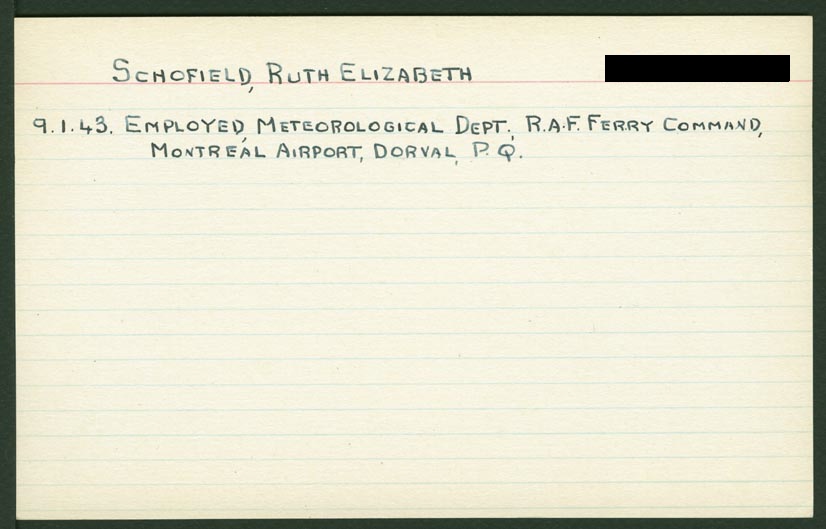 SCHOFIELD, RUTH ELIZABETH
9.1.43. EMPLOYED, METEOROLOGICAL DEPT., R.A.F. FERRY COMMAND,
MONTREAL AIRPORT, DORVAL, P.Q.